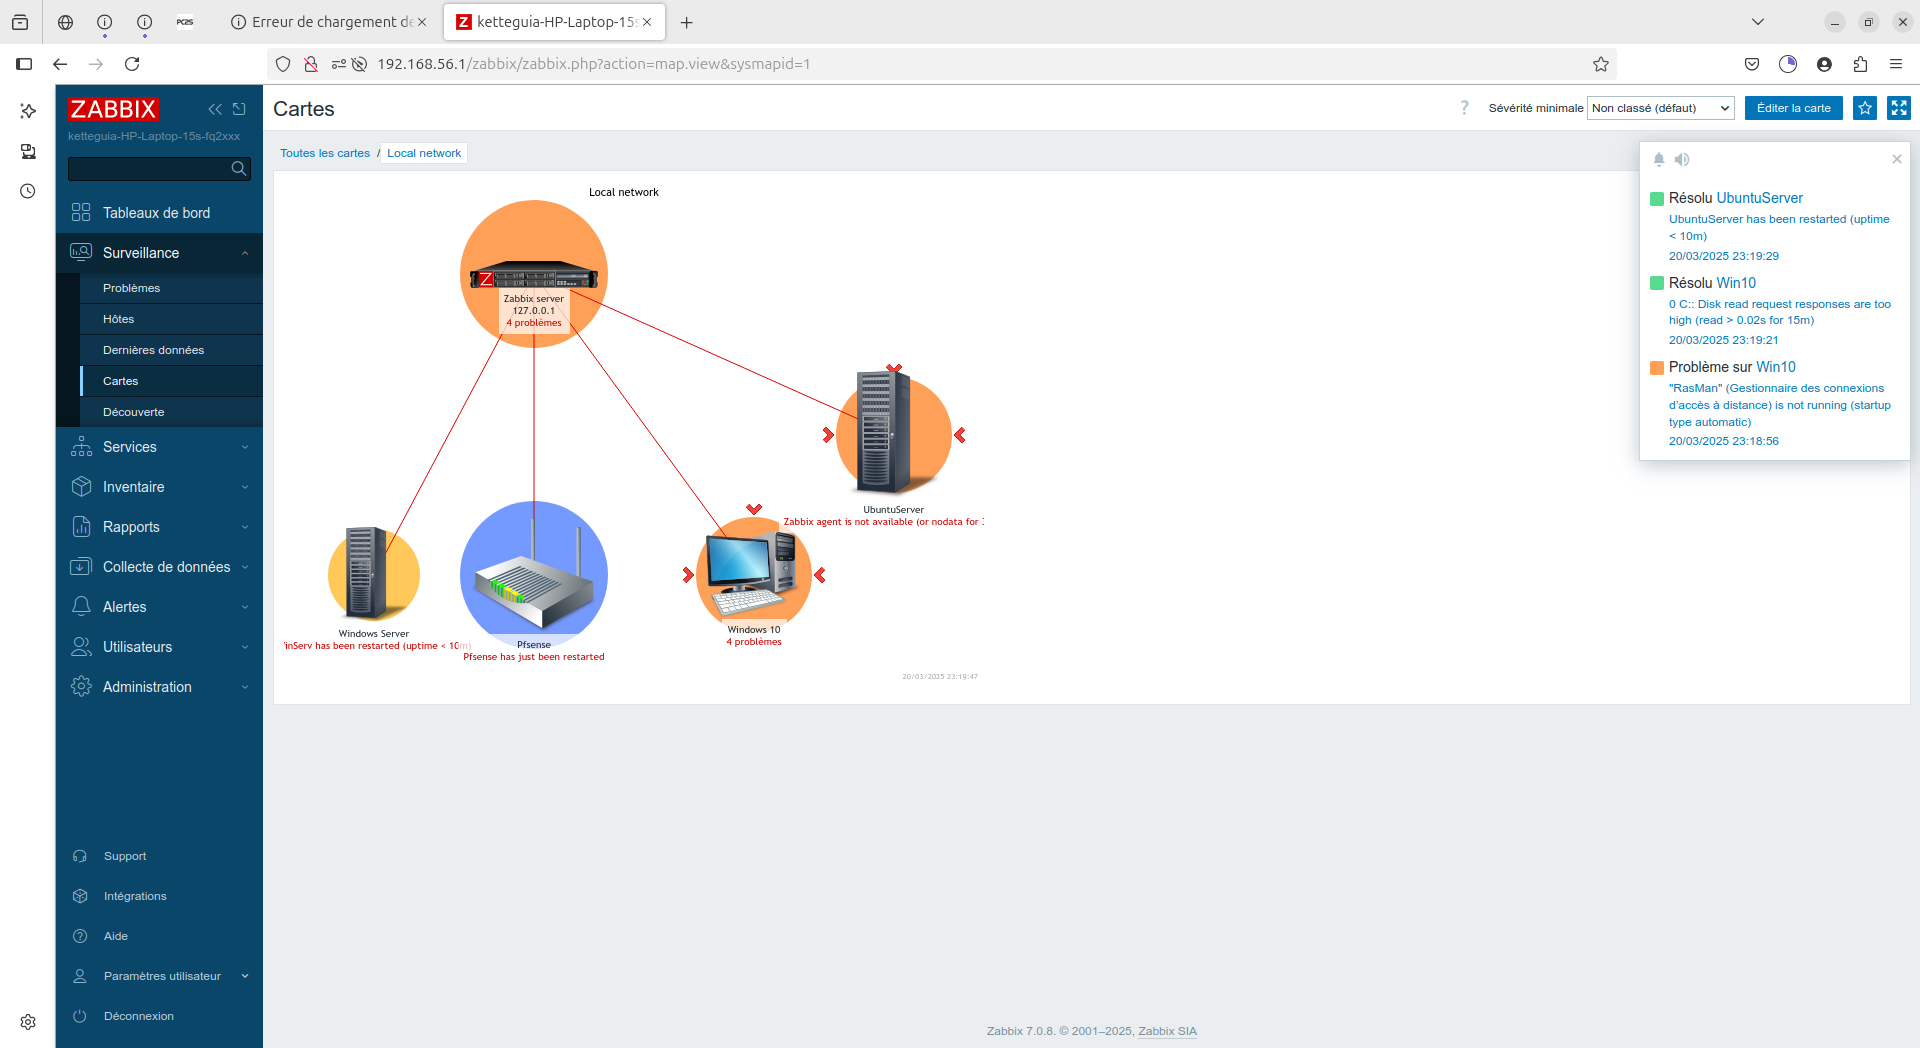 PC2S
Erreur de chargement de
ketteguia-HP-Laptop-15s
192.168.56.1/zabbix/zabbix.php?action=map.view&sysmapid=1
ZABBIX
ketteguia-HP-Laptop-15s-fq2xxx
Tableaux de bord
Surveillance
Problèmes
Hôtes
Dernières données
Cartes
Découverte
Services
Inventaire
Rapports
Collecte de données
Alertes
Utilisateurs
Administration
Support
Intégrations
Aide
Paramètres utilisateur
Déconnexion
Cartes
? Sévérité minimale Non classé (défaut) Éditer la carte
Toutes les cartes / Local network
Local network
Z
Zabbix server
127.0.0.1
4 problèmes
UbuntuServer
Zabbix agent is not available (or nodata for
Windows Server
inServ has been restarted (uptime < 10m)
Pfsense
Pfsense has just been restarted
Windows 10
4 problèmes
20/03/2025 23:19:47
Résolu UbuntuServer
UbuntuServer has been restarted (uptime
< 10m)
20/03/2025 23:19:29
Résolu Win10
0 C:: Disk read request responses are too
high (read > 0.02s for 15m)
20/03/2025 23:19:21
Problème sur Win10
"RasMan" (Gestionnaire des connexions
d'accès à distance) is not running (startup
type automatic)
20/03/2025 23:18:56
Zabbix 7.0.8. © 2001–2025, Zabbix SIA